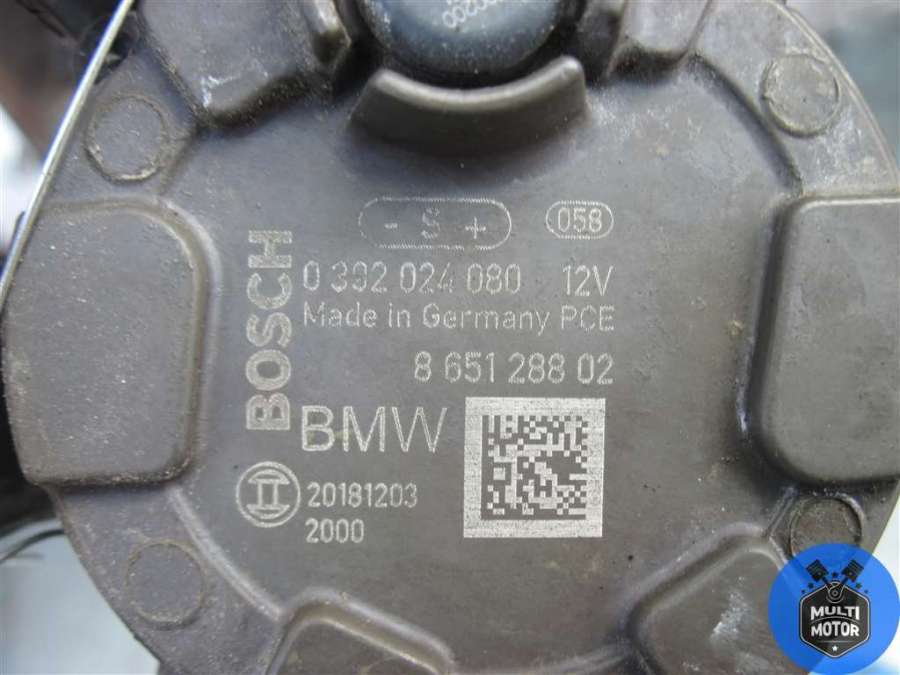 - S + 058
0 392 024 080 12V
Made in Germany PCE
8 651 288 02
BOSCH
BMW
20181203
2000
MULTI
MOTOR